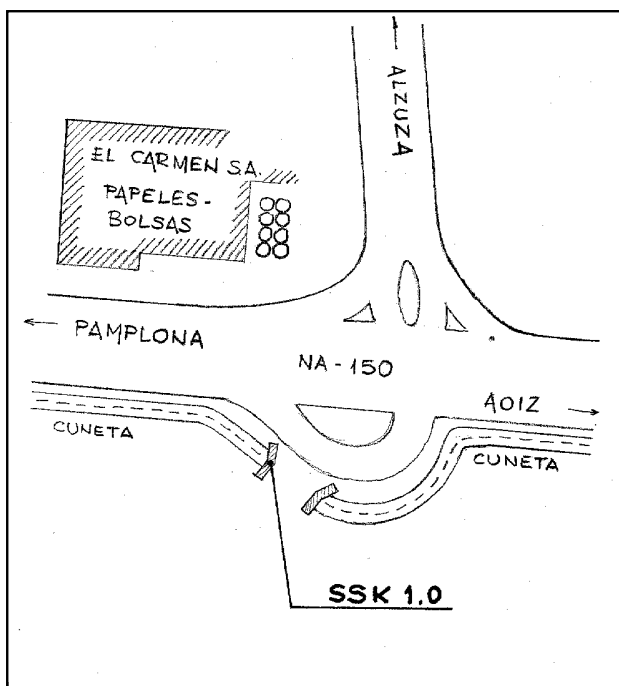 ALZUZA
EL CARMEN S.A.
PAPELES-
BOLSAS
PAMPLONA
NA-150
AOIZ
CUNETA
CUNETA
SSK 1.0